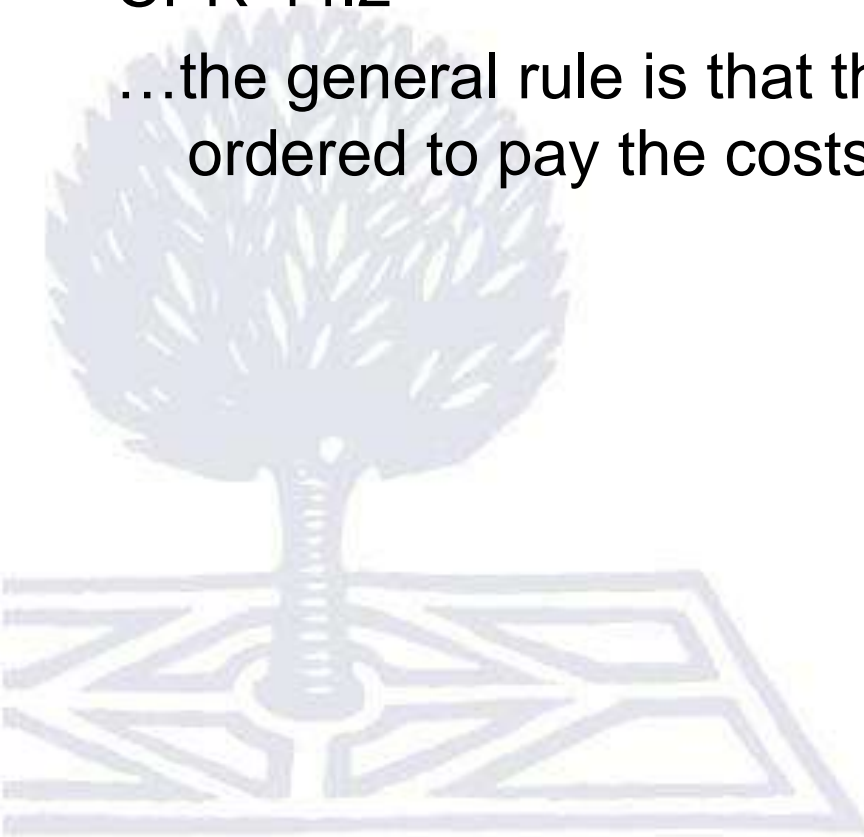 …the general rule is that th
ordered to pay the costs